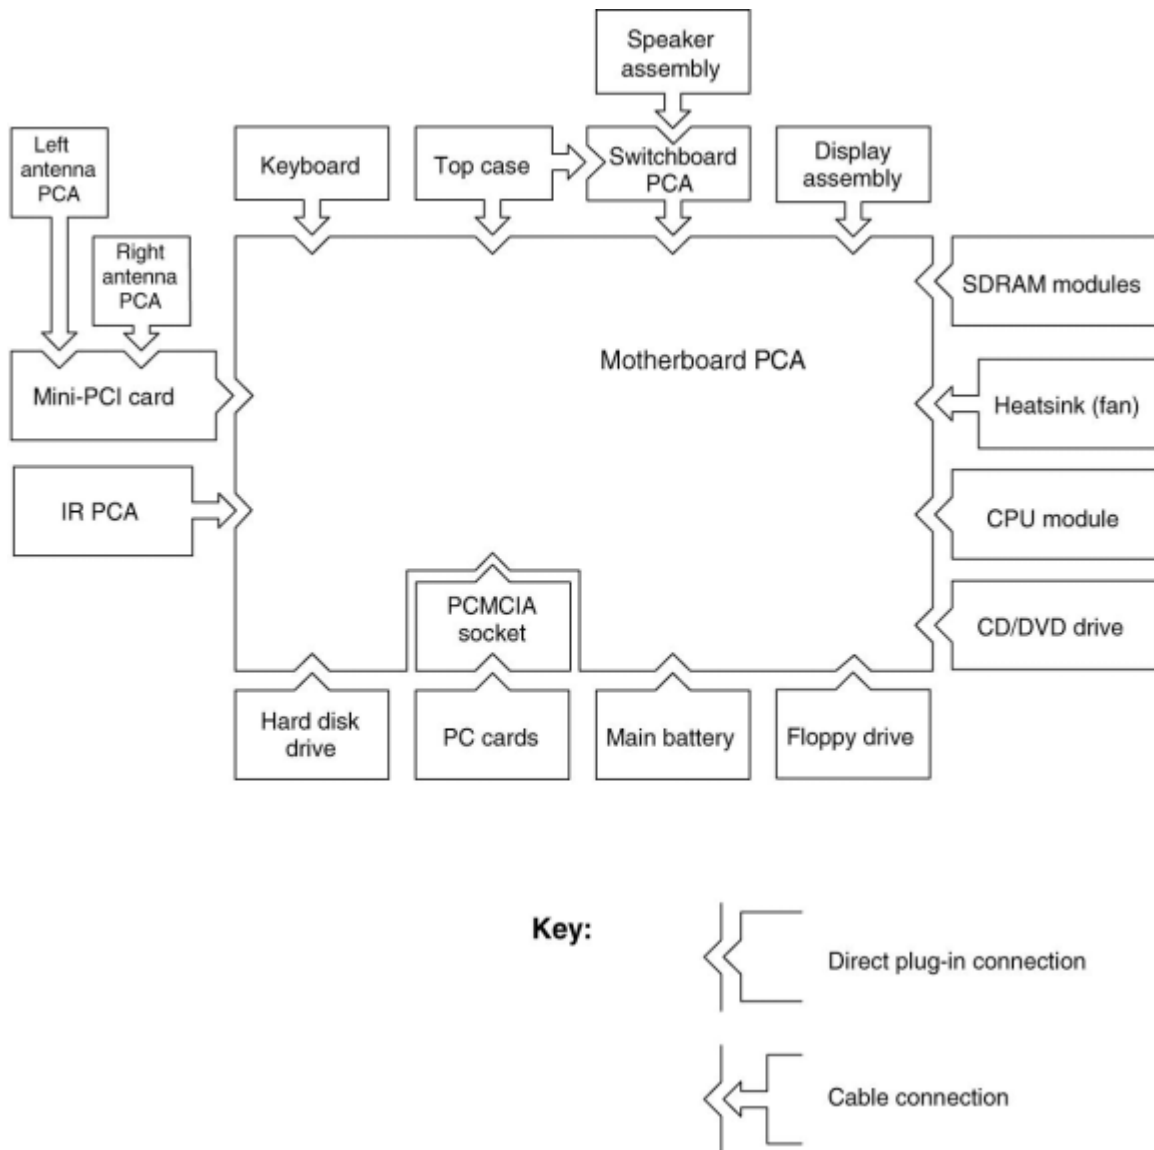 Speaker
assembly
Left
antenna
PCA
Keyboard
Top case
Switchboard
PCA
Display
assembly
Right
antenna
PCA
SDRAM modules
Motherboard PCA
Mini-PCI card
Heatsink (fan)
IR PCA
CPU module
PCMCIA
socket
CD/DVD drive
Hard disk
drive
PC cards
Main battery
Floppy drive
Key:
Direct plug-in connection
Cable connection